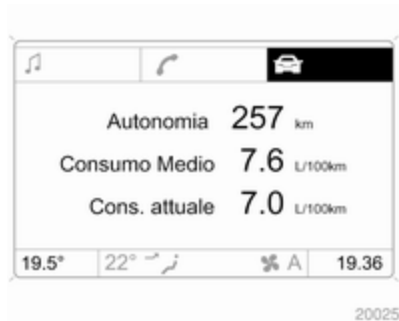 Autonomia 257 km
Consumo Medio 7.6 L/100km
Cons. attuale 7.0 L/100km
19.5° 22° A 19.36
20025